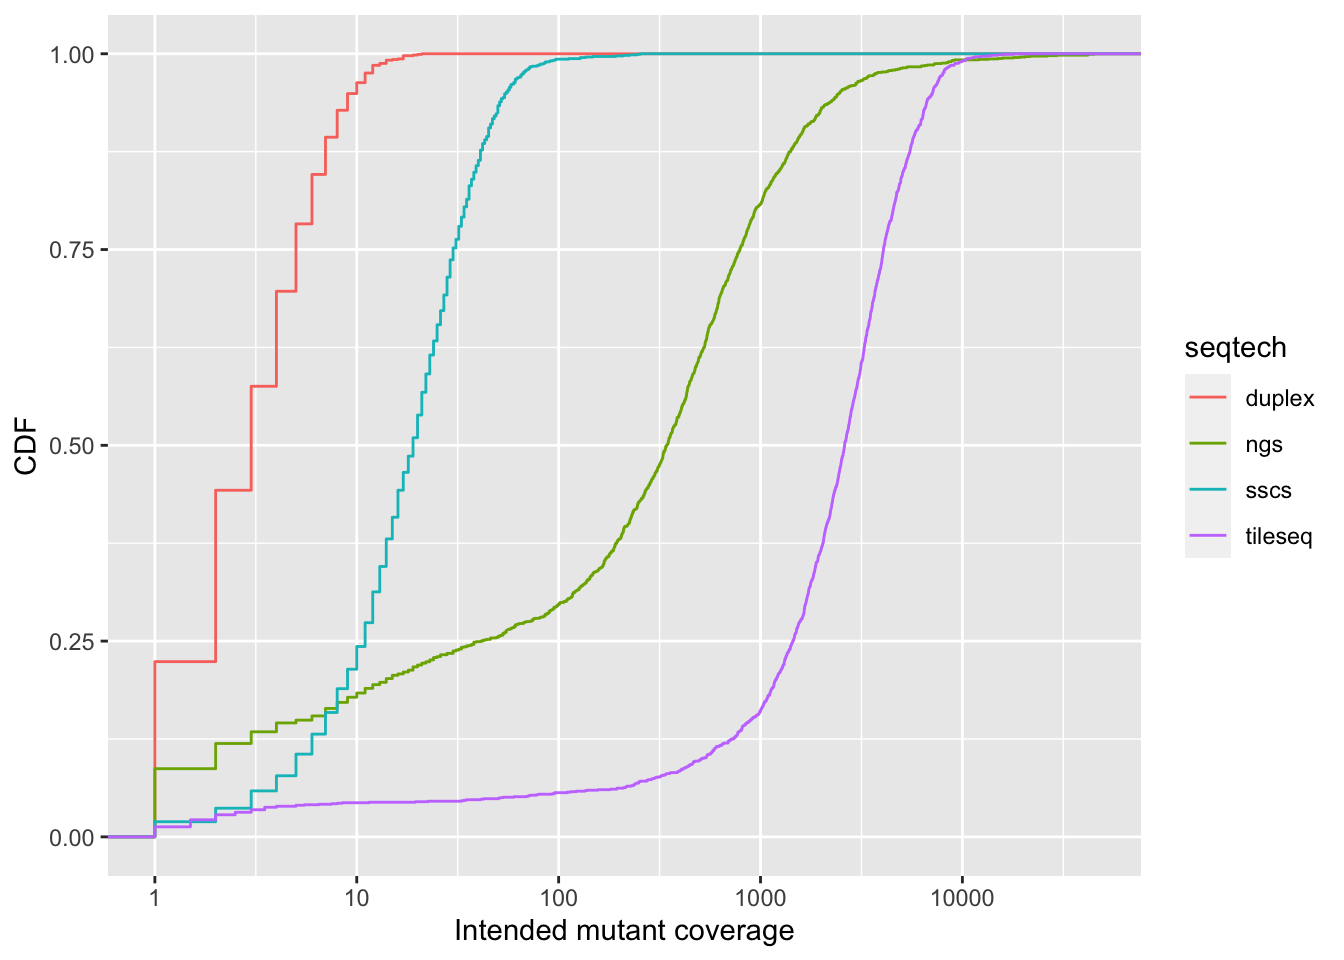 CDF
1.00
0.75
0.50
0.25
0.00
1 10 100 1000 10000
Intended mutant coverage
seqtech
duplex
ngs
sscs
tileseq